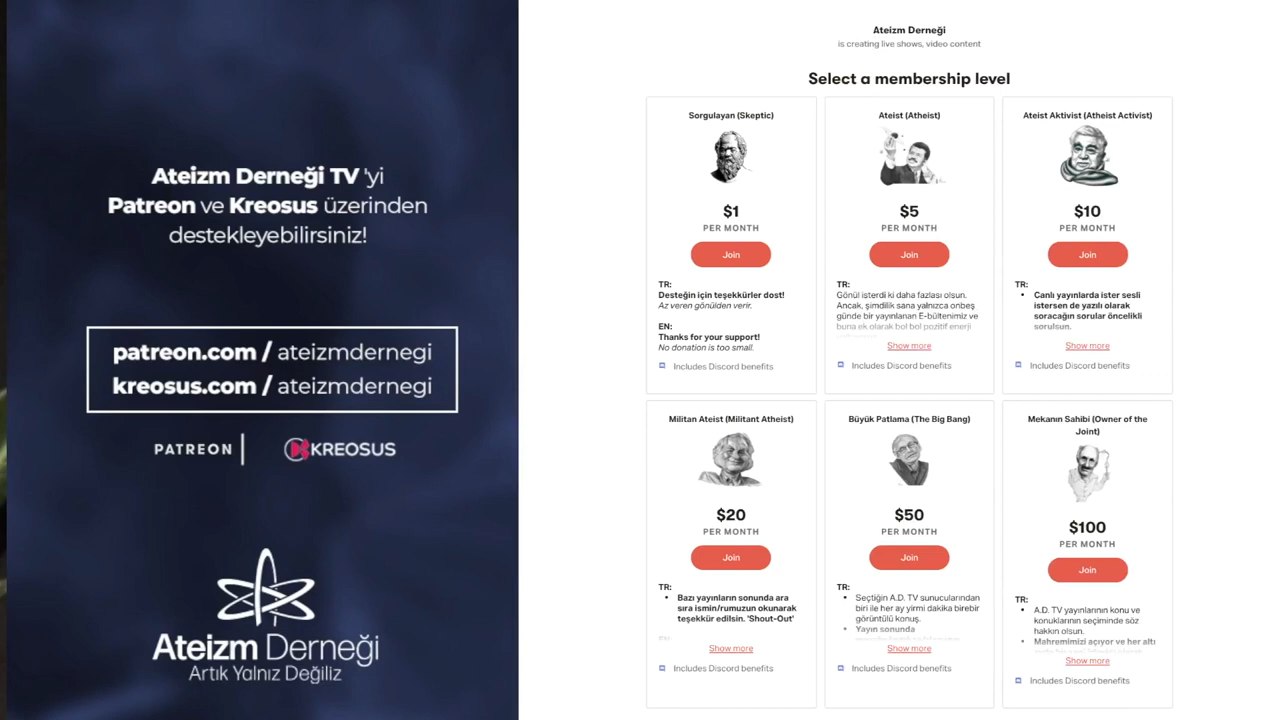 Ateizm Derneği TV 'yi
Patreon ve Kreosus üzerinden
destekleyebilirsiniz!
patreon.com / ateizmdernegi
kreosus.com / ateizmdernegi
PATREON
KREOSUS
Ateizm Derneği
Artık Yalnız Değiliz
Ateizm Derneği
is creating live shows, video content
Select a membership level
Sorgulayan (Skeptic)
$1
PER MONTH
Join
TR:
Desteğin için teşekkürler dost!
Az veren gönülden verir.
EN:
Thanks for your support!
No donation is too small.
Includes Discord benefits
Ateist (Atheist)
$5
PER MONTH
Join
TR:
Gönül isterdi ki daha fazlası olsun.
Ancak, şimdilik sana yalnızca onbeş
günde bir yayınlanan E-bültenimiz ve
buna ek olarak bol bol pozitif enerji
Show more
Includes Discord benefits
Ateist Aktivist (Atheist Activist)
$10
PER MONTH
Join
TR:
• Canlı yayınlarda ister sesli
istersen de yazılı olarak
soracağın sorular öncelikli
sorulsun.
Show more
Includes Discord benefits
Militan Ateist (Militant Atheist)
$20
PER MONTH
Join
TR:
• Bazı yayınların sonunda ara
sıra ismin/rumuzun okunarak
teşekkür edilsin. 'Shout-Out'
EN:
Show more
Includes Discord benefits
Büyük Patlama (The Big Bang)
$50
PER MONTH
Join
TR:
• Seçtiğin A.D. TV sunucularından
biri ile her ay yirmi dakika birebir
görüntülü konuş.
• Yayın sonunda
Show more
Includes Discord benefits
Mekanın Sahibi (Owner of the
Joint)
$100
PER MONTH
Join
TR:
• A.D. TV yayınlarının konu ve
konuklarının seçiminde söz
hakkın olsun.
• Mahremimizi açıyor ve her altı
Show more
Includes Discord benefits